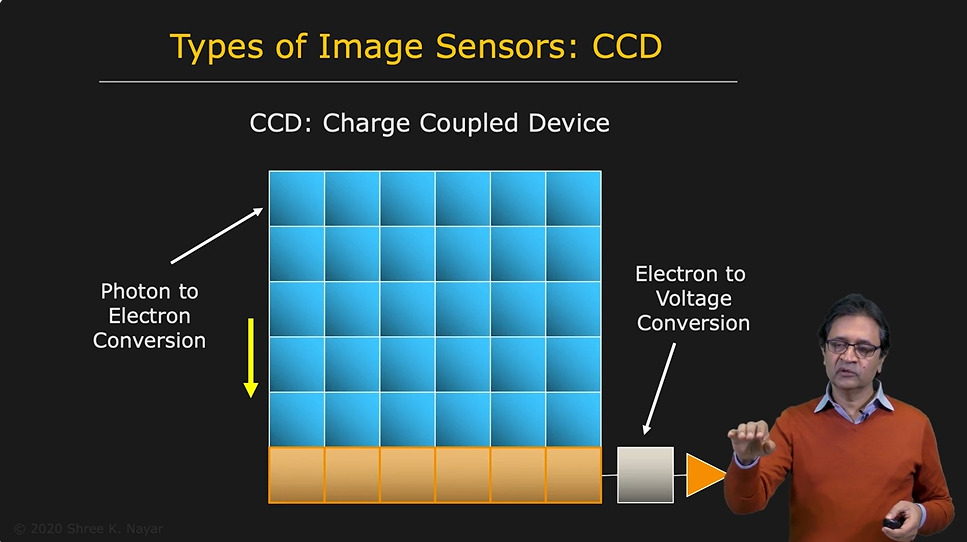 Types of Image Sensors: CCD
CCD: Charge Coupled Device
Photon to
Electron
Conversion
Electron to
Voltage
Conversion
© 2020 Shree K. Nayar